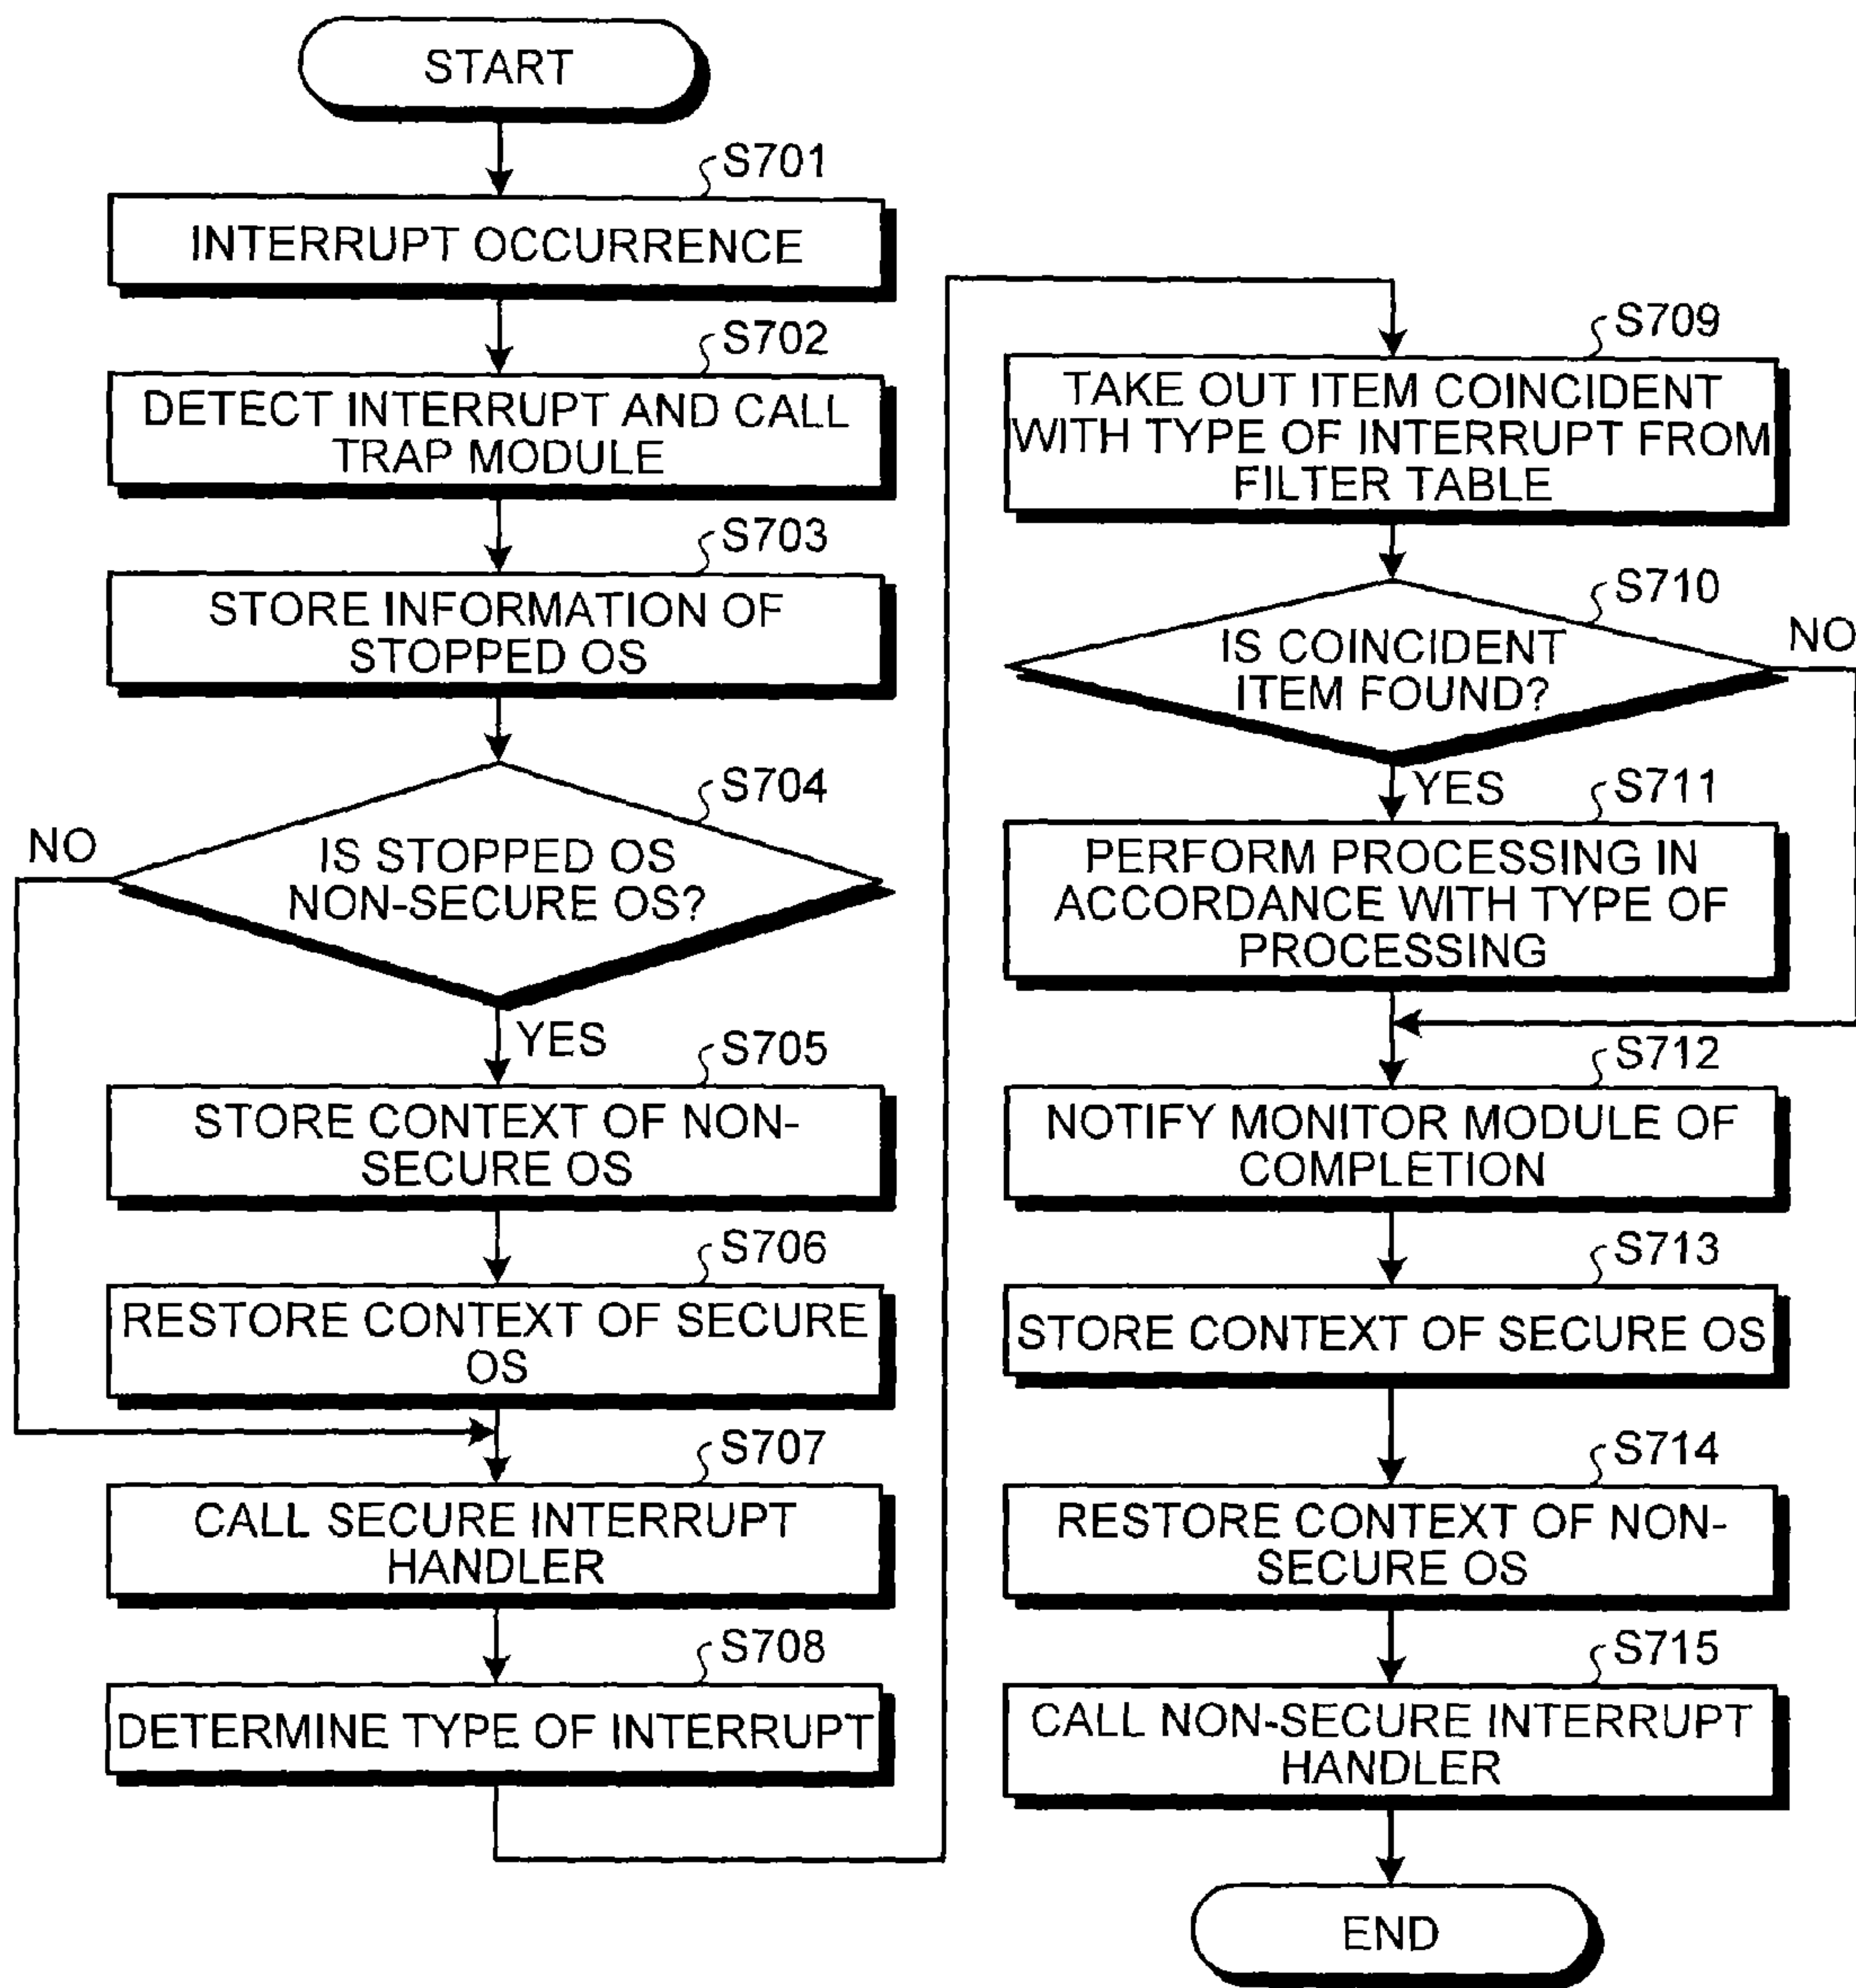 START
S701
INTERRUPT OCCURRENCE
S702
DETECT INTERRUPT AND CALL
TRAP MODULE
S703
STORE INFORMATION OF
STOPPED OS
S704
NO
IS STOPPED OS
NON-SECURE OS?
YES
S705
STORE CONTEXT OF NON-
SECURE OS
S706
RESTORE CONTEXT OF SECURE
OS
S707
CALL SECURE INTERRUPT
HANDLER
S708
DETERMINE TYPE OF INTERRUPT
S709
TAKE OUT ITEM COINCIDENT
WITH TYPE OF INTERRUPT FROM
FILTER TABLE
S710
NO
IS COINCIDENT
ITEM FOUND?
YES
S711
PERFORM PROCESSING IN
ACCORDANCE WITH TYPE OF
PROCESSING
S712
NOTIFY MONITOR MODULE OF
COMPLETION
S713
STORE CONTEXT OF SECURE OS
S714
RESTORE CONTEXT OF NON-
SECURE OS
S715
CALL NON-SECURE INTERRUPT
HANDLER
END